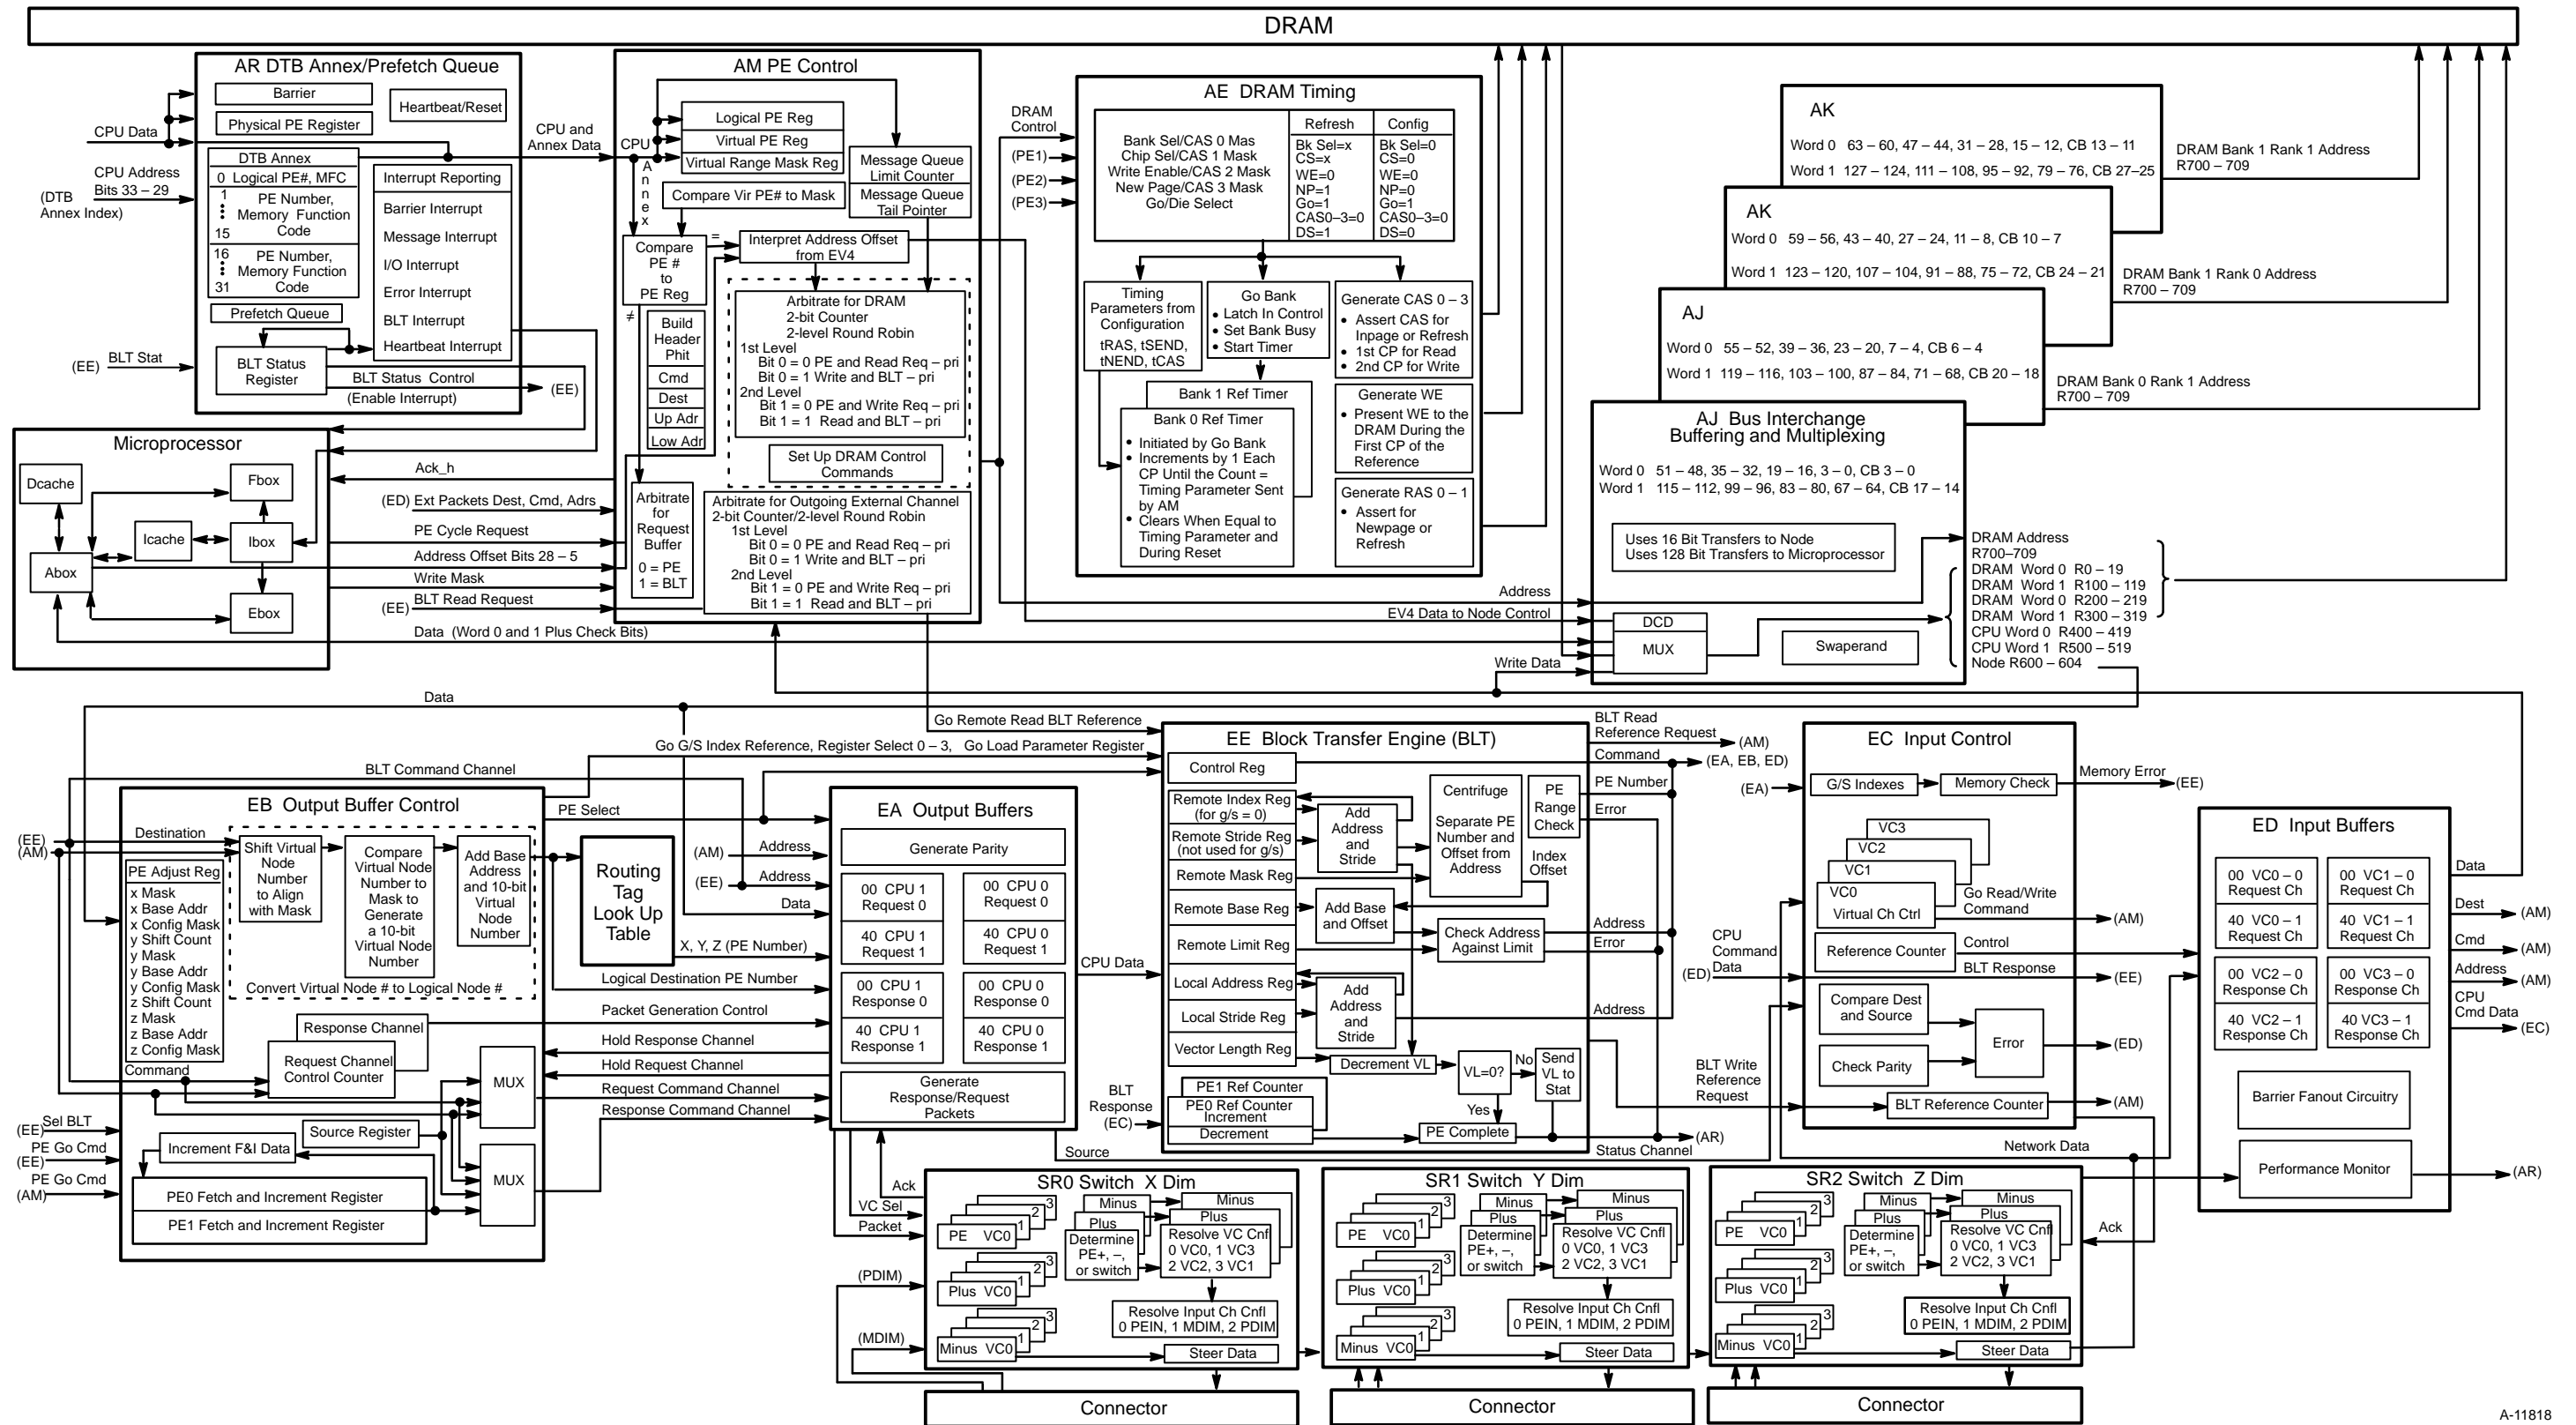 DRAM
AR DTB Annex/Prefetch Queue
Barrier
Heartbeat/Reset
Physical PE Register
CPU Data
CPU Address
Bits 33 – 29
(DTB
Annex Index)
DTB Annex
0 Logical PE#, MFC
1
PE Number,
Memory Function
Code
15
16
PE Number,
Memory Function
Code
31
Interrupt Reporting
Barrier Interrupt
Message Interrupt
I/O Interrupt
Error Interrupt
BLT Interrupt
Heartbeat Interrupt
Prefetch Queue
(EE) BLT Stat
BLT Status
Register
BLT Status Control
(Enable Interrupt)
(EE)
CPU and
Annex Data
AM PE Control
CPU
Annex
Logical PE Reg
Virtual PE Reg
Virtual Range Mask Reg
Message Queue
Limit Counter
Message Queue
Tail Pointer
Compare Vir PE# to Mask
Compare
PE #
to
PE Reg
=
≠
Interpret Address Offset
from EV4
Build
Header
Phit
Cmd
Dest
Up Adr
Low Adr
Arbitrate for DRAM
2-bit Counter
2-level Round Robin
1st Level
Bit 0 = 0 PE and Read Req – pri
Bit 0 = 1 Write and BLT – pri
2nd Level
Bit 1 = 0 PE and Write Req – pri
Bit 1 = 1 Read and BLT – pri
Set Up DRAM Control
Commands
Arbitrate
for
Request
Buffer
0 = PE
1 = BLT
Arbitrate for Outgoing External Channel
2-bit Counter/2-level Round Robin
1st Level
Bit 0 = 0 PE and Read Req – pri
Bit 0 = 1 Write and BLT – pri
2nd Level
Bit 1 = 0 PE and Write Req – pri
Bit 1 = 1 Read and BLT – pri
Microprocessor
Dcache
Fbox
Icache
Ibox
Abox
Ebox
Ack_h
(ED) Ext Packets Dest, Cmd, Adrs
PE Cycle Request
Address Offset Bits 28 – 5
Write Mask
(EE) BLT Read Request
Data (Word 0 and 1 Plus Check Bits)
DRAM
Control
(PE1)
(PE2)
(PE3)
AE DRAM Timing
Bank Sel/CAS 0 Mas
Chip Sel/CAS 1 Mask
Write Enable/CAS 2 Mask
New Page/CAS 3 Mask
Go/Die Select
Refresh
Bk Sel=x
CS=x
WE=0
NP=1
Go=1
CAS0–3=0
DS=1
Config
Bk Sel=0
CS=0
WE=0
NP=0
Go=1
CAS0–3=0
DS=0
Timing
Parameters from
Configuration
tRAS, tSEND,
tNEND, tCAS
Go Bank
• Latch In Control
• Set Bank Busy
• Start Timer
Generate CAS 0 – 3
• Assert CAS for
Inpage or Refresh
• 1st CP for Read
• 2nd CP for Write
Bank 1 Ref Timer
Bank 0 Ref Timer
• Initiated by Go Bank
• Increments by 1 Each
CP Until the Count =
Timing Parameter Sent
by AM
• Clears When Equal to
Timing Parameter and
During Reset
Generate WE
• Present WE to the
DRAM During the
First CP of the
Reference
Generate RAS 0 – 1
• Assert for
Newpage or
Refresh
AK
Word 0 63 – 60, 47 – 44, 31 – 28, 15 – 12, CB 13 – 11
Word 1 127 – 124, 111 – 108, 95 – 92, 79 – 76, CB 27–25
DRAM Bank 1 Rank 1 Address
R700 – 709
AK
Word 0 59 – 56, 43 – 40, 27 – 24, 11 – 8, CB 10 – 7
Word 1 123 – 120, 107 – 104, 91 – 88, 75 – 72, CB 24 – 21
DRAM Bank 1 Rank 0 Address
R700 – 709
AJ
Word 0 55 – 52, 39 – 36, 23 – 20, 7 – 4, CB 6 – 4
Word 1 119 – 116, 103 – 100, 87 – 84, 71 – 68, CB 20 – 18
DRAM Bank 0 Rank 1 Address
R700 – 709
AJ Bus Interchange
Buffering and Multiplexing
Word 0 51 – 48, 35 – 32, 19 – 16, 3 – 0, CB 3 – 0
Word 1 115 – 112, 99 – 96, 83 – 80, 67 – 64, CB 17 – 14
Uses 16 Bit Transfers to Node
Uses 128 Bit Transfers to Microprocessor
Address
EV4 Data to Node Control
Write Data
DCD
MUX
Swaperand
DRAM Address
R700–709
DRAM Word 0 R0 – 19
DRAM Word 1 R100 – 119
DRAM Word 0 R200 – 219
DRAM Word 1 R300 – 319
CPU Word 0 R400 – 419
CPU Word 1 R500 – 519
Node R600 – 604
Data
Go Remote Read BLT Reference
Go G/S Index Reference, Register Select 0 – 3, Go Load Parameter Register
BLT Command Channel
EB Output Buffer Control
(EE)
(AM)
Destination
PE Adjust Reg
x Mask
x Base Addr
x Config Mask
y Shift Count
y Mask
y Base Addr
y Config Mask
z Shift Count
z Mask
z Base Addr
z Config Mask
Shift Virtual
Node
Number
to Align
with Mask
Compare
Virtual Node
Number to
Mask to
Generate
a 10-bit
Virtual Node
Number
Add Base
Address
and 10-bit
Virtual
Node
Number
Convert Virtual Node # to Logical Node #
Response Channel
Request Channel
Control Counter
Command
MUX
MUX
(EE) Sel BLT
PE Go Cmd
(EE)
PE Go Cmd
(AM)
Source Register
Increment F&I Data
PE0 Fetch and Increment Register
PE1 Fetch and Increment Register
PE Select
Routing
Tag
Look Up
Table
(AM) Address
(EE) Address
Data
X, Y, Z (PE Number)
Logical Destination PE Number
Packet Generation Control
Hold Response Channel
Hold Request Channel
Request Command Channel
Response Command Channel
EA Output Buffers
Generate Parity
00 CPU 1
Request 0
00 CPU 0
Request 0
40 CPU 1
Request 1
40 CPU 0
Request 1
00 CPU 1
Response 0
00 CPU 0
Response 0
40 CPU 1
Response 1
40 CPU 0
Response 1
Generate
Response/Request
Packets
CPU Data
BLT
Response
(EC)
Source
EE Block Transfer Engine (BLT)
Control Reg
Remote Index Reg
(for g/s = 0)
Remote Stride Reg
(not used for g/s)
Remote Mask Reg
Remote Base Reg
Remote Limit Reg
Local Address Reg
Local Stride Reg
Vector Length Reg
Add
Address
and
Stride
Centrifuge
Separate PE
Number and
Offset from
Address
PE
Range
Check
Index
Offset
Add Base
and Offset
Check Address
Against Limit
Add
Address
and
Stride
Decrement VL
VL=0?
No
Yes
Send
VL to
Stat
PE1 Ref Counter
PE0 Ref Counter
Increment
Decrement
PE Complete
BLT Read
Reference Request
(AM)
Command
(EA, EB, ED)
PE Number
Error
Address
Error
Address
(AR)
Status Channel
BLT Write
Reference
Request
EC Input Control
(EA)
G/S Indexes
Memory Check
Memory Error
(EE)
VC3
VC2
VC1
VC0
Virtual Ch Ctrl
Go Read/Write
Command
(AM)
CPU
Command
Data
(ED)
Reference Counter
Control
BLT Response
(EE)
Compare Dest
and Source
Check Parity
Error
(ED)
BLT Reference Counter
(AM)
Network Data
ED Input Buffers
00 VC0 – 0
Request Ch
00 VC1 – 0
Request Ch
40 VC0 – 1
Request Ch
40 VC1 – 1
Request Ch
00 VC2 – 0
Response Ch
00 VC3 – 0
Response Ch
40 VC2 – 1
Response Ch
40 VC3 – 1
Response Ch
Barrier Fanout Circuitry
Performance Monitor
Data
Dest
(AM)
Cmd
(AM)
Address
(AM)
CPU
Cmd Data
(EC)
(AR)
Ack
VC Sel
Packet
(PDIM)
(MDIM)
SR0 Switch X Dim
3
2
1
PE VC0
3
2
1
Plus VC0
3
2
1
Minus VC0
Minus
Plus
Determine
PE+, –,
or switch
Minus
Plus
Resolve VC Cnfl
0 VC0, 1 VC3
2 VC2, 3 VC1
Resolve Input Ch Cnfl
0 PEIN, 1 MDIM, 2 PDIM
Steer Data
Connector
SR1 Switch Y Dim
3
2
1
PE VC0
3
2
1
Plus VC0
3
2
1
Minus VC0
Minus
Plus
Determine
PE+, –,
or switch
Minus
Plus
Resolve VC Cnfl
0 VC0, 1 VC3
2 VC2, 3 VC1
Resolve Input Ch Cnfl
0 PEIN, 1 MDIM, 2 PDIM
Steer Data
Connector
SR2 Switch Z Dim
3
2
1
PE VC0
3
2
1
Plus VC0
3
2
1
Minus VC0
Minus
Plus
Determine
PE+, –,
or switch
Minus
Plus
Resolve VC Cnfl
0 VC0, 1 VC3
2 VC2, 3 VC1
Resolve Input Ch Cnfl
0 PEIN, 1 MDIM, 2 PDIM
Steer Data
Ack
Connector
A-11818